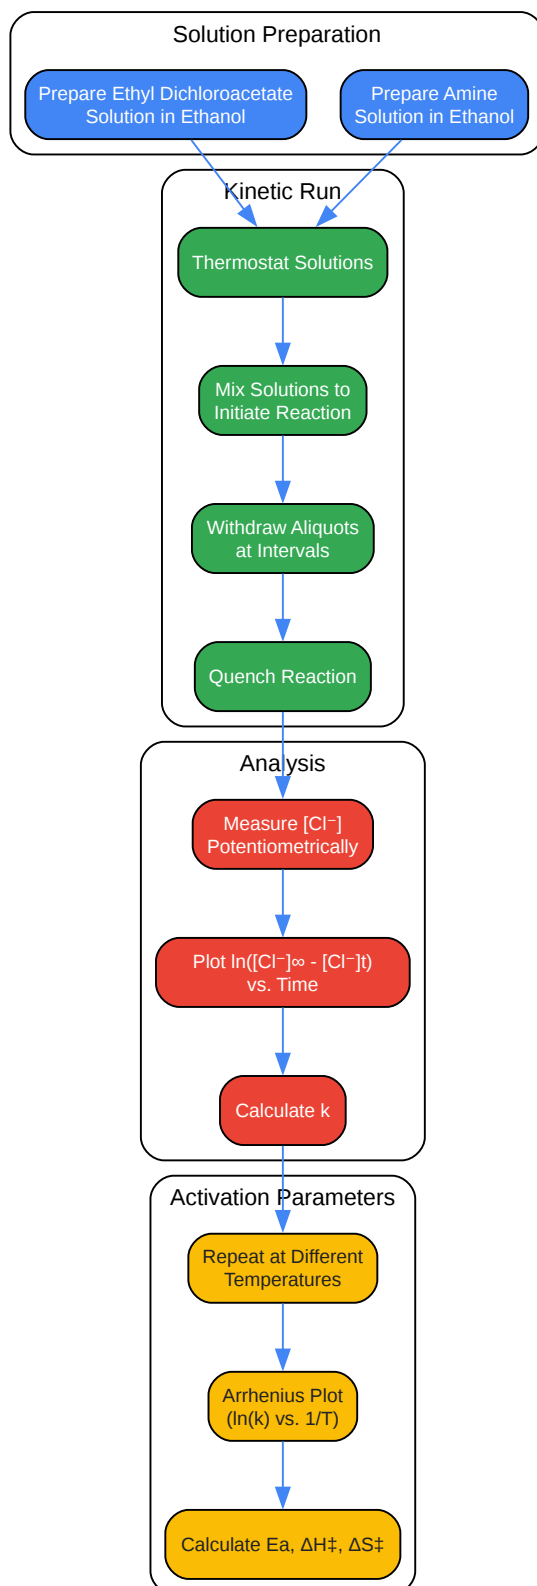 Solution Preparation
Prepare Ethyl Dichloroacetate
Solution in Ethanol
Prepare Amine
Solution in Ethanol
Kinetic Run
Thermostat Solutions
Mix Solutions to
Initiate Reaction
Withdraw Aliquots
at Intervals
Quench Reaction
Analysis
Measure [Cl⁻]
Potentiometrically
Plot ln([Cl⁻]∞ - [Cl⁻]t)
vs. Time
Calculate k
Activation Parameters
Repeat at Different
Temperatures
Arrhenius Plot
(ln(k) vs. 1/T)
Calculate Ea, ΔH‡, ΔS‡